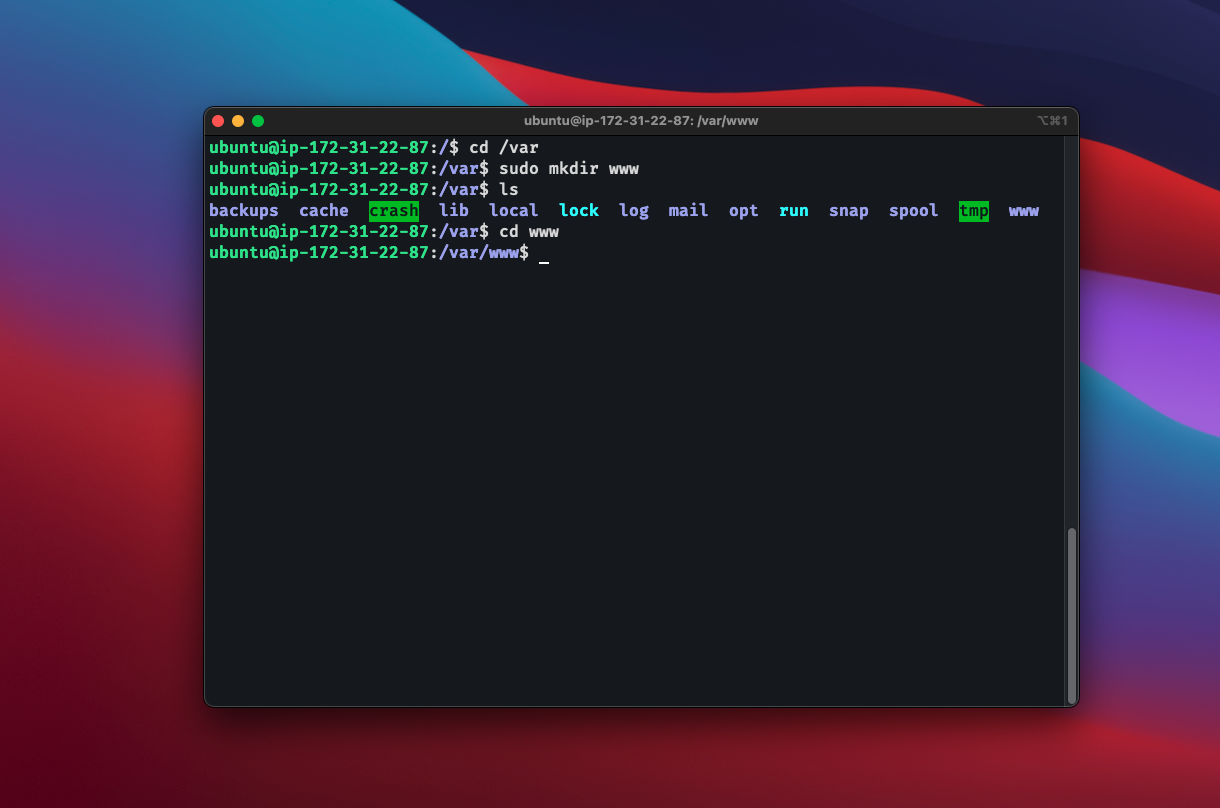 ubuntu@ip-172-31-22-87: /var/www
⌥⌘1
ubuntu@ip-172-31-22-87:/$ cd /var
ubuntu@ip-172-31-22-87:/var$ sudo mkdir www
ubuntu@ip-172-31-22-87:/var$ ls
backups  cache  crash  lib  local  lock  log  mail  opt  run  snap  spool  tmp  www
ubuntu@ip-172-31-22-87:/var$ cd www
ubuntu@ip-172-31-22-87:/var/www$ _